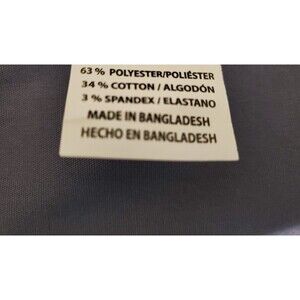 63 % POLYESTER/POLIÉSTER
34 % COTTON / ALGODÓN
3 % SPANDEX / ELASTANO
MADE IN BANGLADESH
HECHO EN BANGLADESH